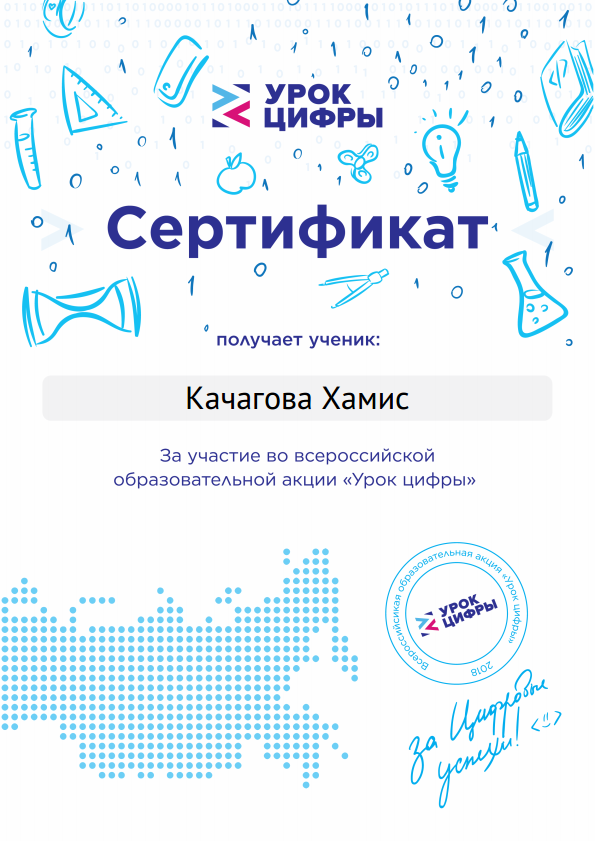 УРОК
ЦИФРЫ
Сертификат
получает ученик:
Качагова Хамис
За участие во всероссийской
образовательной акции «Урок цифры»
Всероссийсикая образовательная акция «Урок цифры»
УРОК
ЦИФРЫ
2018
за Цифровые
успехи! <(=)>